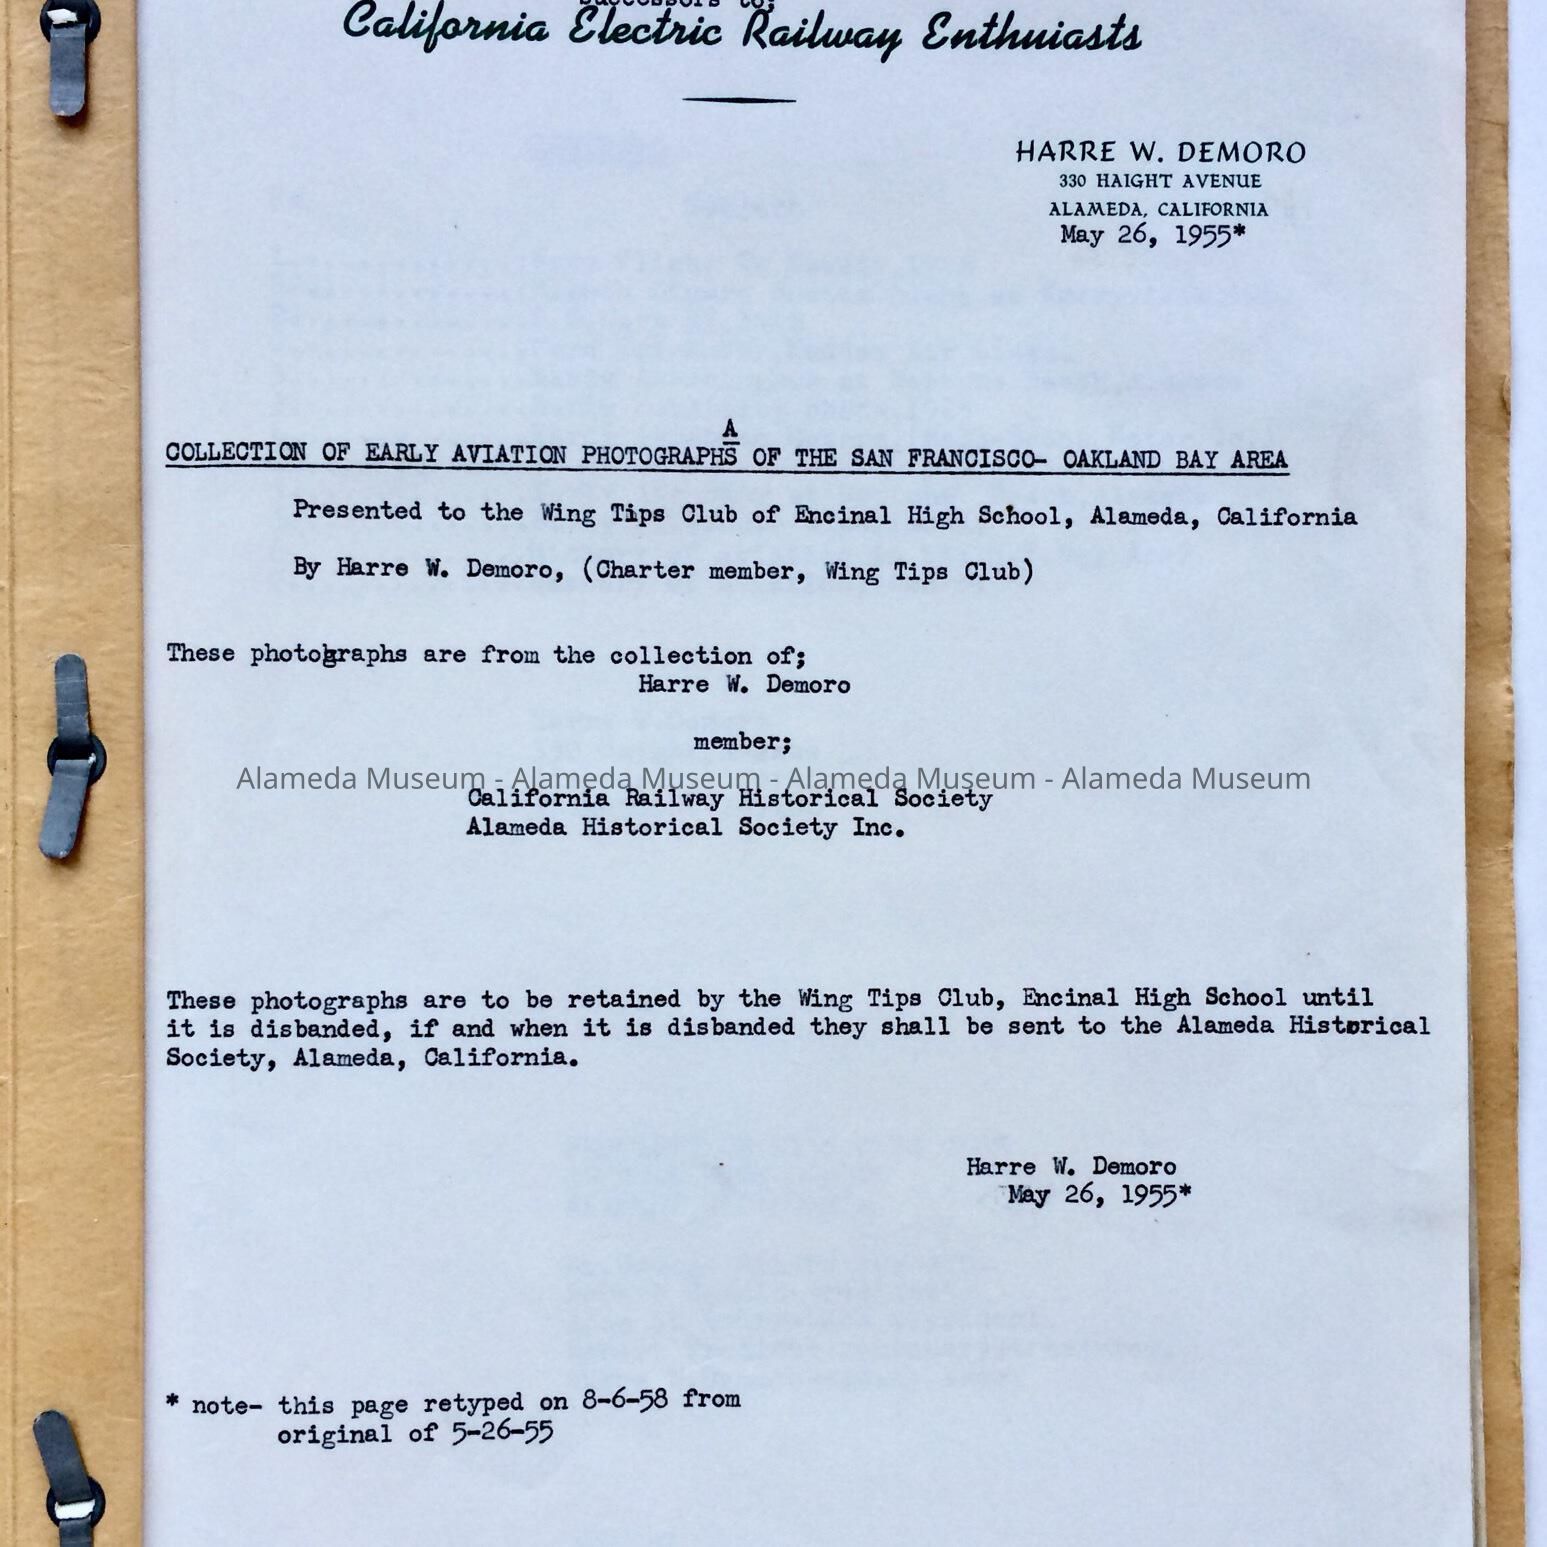 Successors to;
California Electric Railway Enthuiasts
HARRE W. DEMORO
330 HAIGHT AVENUE
ALAMEDA, CALIFORNIA
May 26, 1955*
A
COLLECTION OF EARLY AVIATION PHOTOGRAPHS OF THE SAN FRANCISCO- OAKLAND BAY AREA
Presented to the Wing Tips Club of Encinal High School, Alameda, California
By Harre W. Demoro, (Charter member, Wing Tips Club)
These photographs are from the collection of;
Harre W. Demoro
member;
Alameda Museum - Alameda Museum - Alameda Museum - Alameda Museum
California Railway Historical Society
Alameda Historical Society Inc.
These photographs are to be retained by the Wing Tips Club, Encinal High School until
it is disbanded, if and when it is disbanded they shall be sent to the Alameda Historical
Society, Alameda, California.
Harre W. Demoro
May 26, 1955*
* note- this page retyped on 8-6-58 from
original of 5-26-55